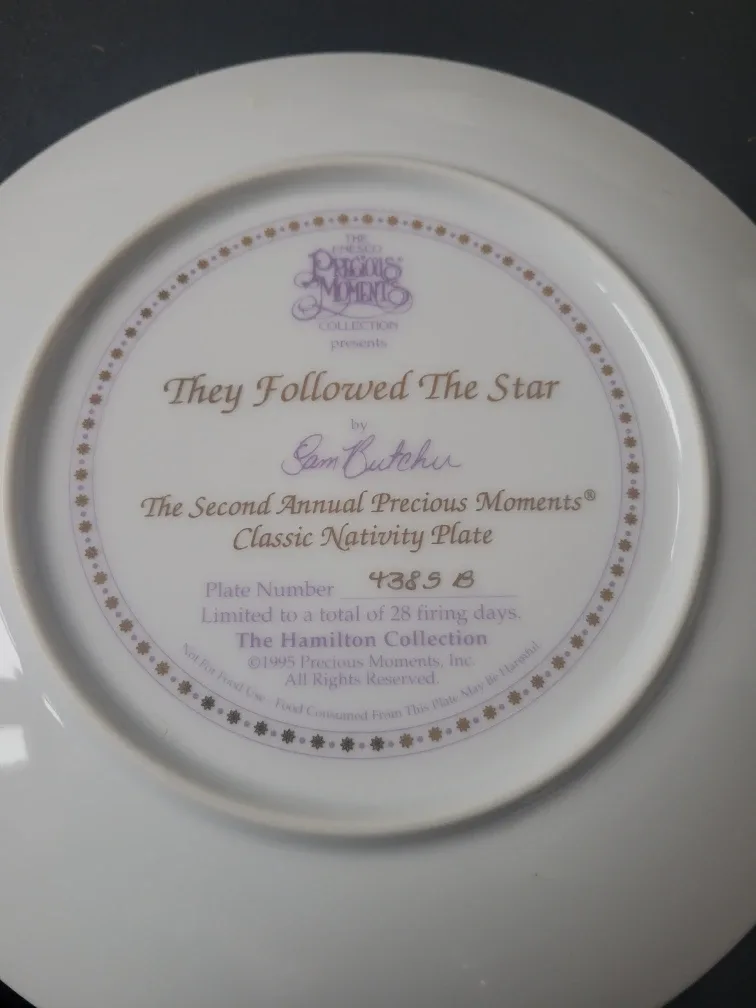 THE
ENESCO
PRECIOUS
MOMENTS
COLLECTION
presents
They Followed The Star
by
Sam Butcher
The Second Annual Precious Moments®
Classic Nativity Plate
Plate Number 4385 B
Limited to a total of 28 firing days.
The Hamilton Collection
©1995 Precious Moments, Inc.
All Rights Reserved.
Not For Food Use - Food Consumed From This Plate May Be Harmful.